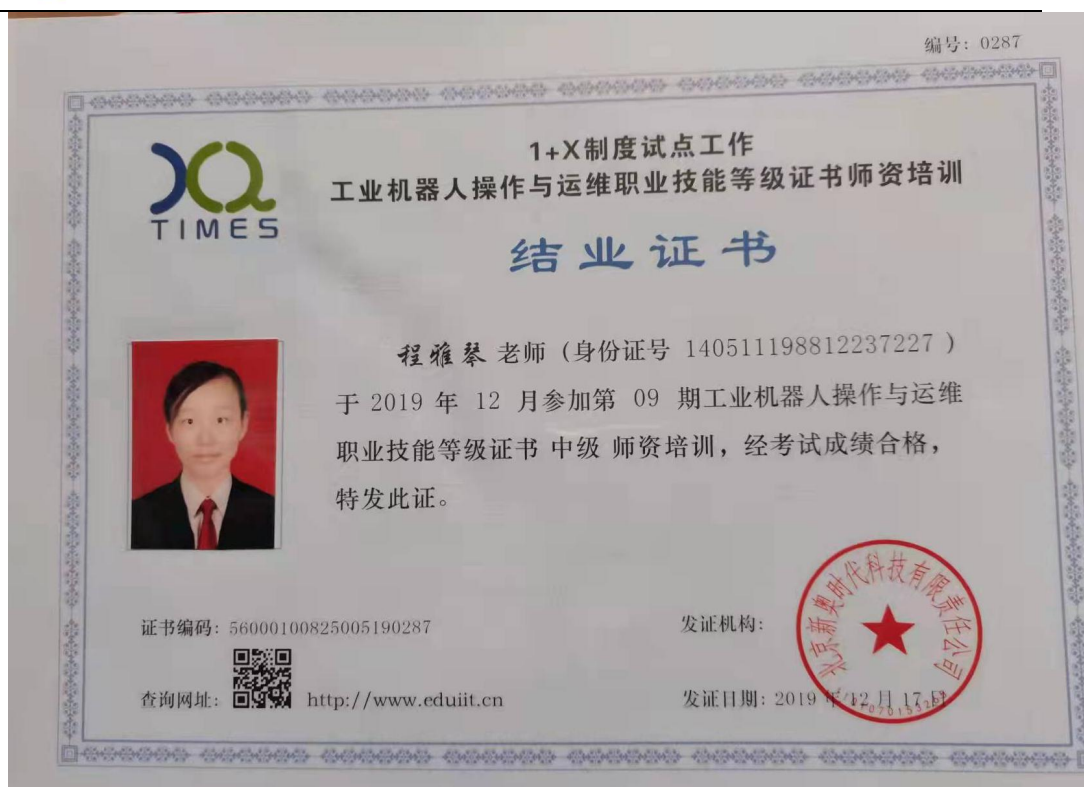 编号：0287
TIMES
1+X制度试点工作
工业机器人操作与运维职业技能等级证书师资培训
结业证书
程雅琴 老师（身份证号 140511198812237227 ）
于 2019 年 12 月参加第 09 期工业机器人操作与运维
职业技能等级证书 中级 师资培训，经考试成绩合格，
特发此证。
证书编码：56000100825005190287
发证机构：
北京新奥时代科技有限责任公司
查询网址：
http://www.eduiit.cn
发证日期：2019 年 12 月 17 日